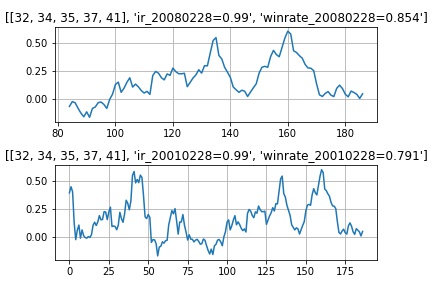 [[32, 34, 35, 37, 41], 'ir_20080228=0.99', 'winrate_20080228=0.854']
0.50
0.25
0.00
80 100 120 140 160 180
[[32, 34, 35, 37, 41], 'ir_20010228=0.99', 'winrate_20010228=0.791']
0.50
0.25
0.00
0 25 50 75 100 125 150 175